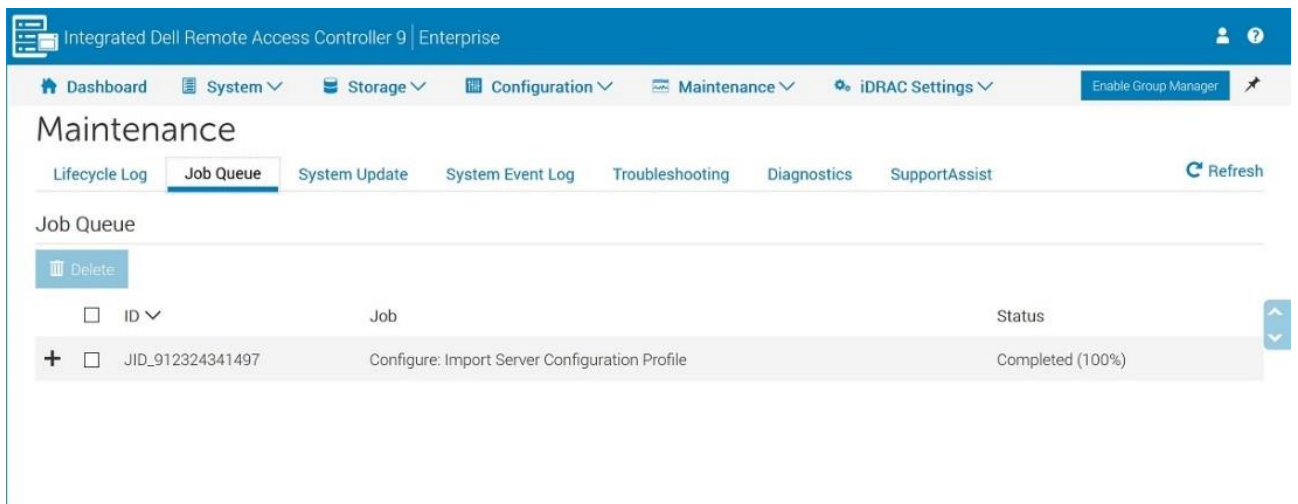 Integrated Dell Remote Access Controller 9 | Enterprise
Dashboard System Storage Configuration Maintenance iDRAC Settings Enable Group Manager
Maintenance
Lifecycle Log Job Queue System Update System Event Log Troubleshooting Diagnostics SupportAssist Refresh
Job Queue
Delete
ID Job Status
JID_912324341497 Configure: Import Server Configuration Profile Completed (100%)